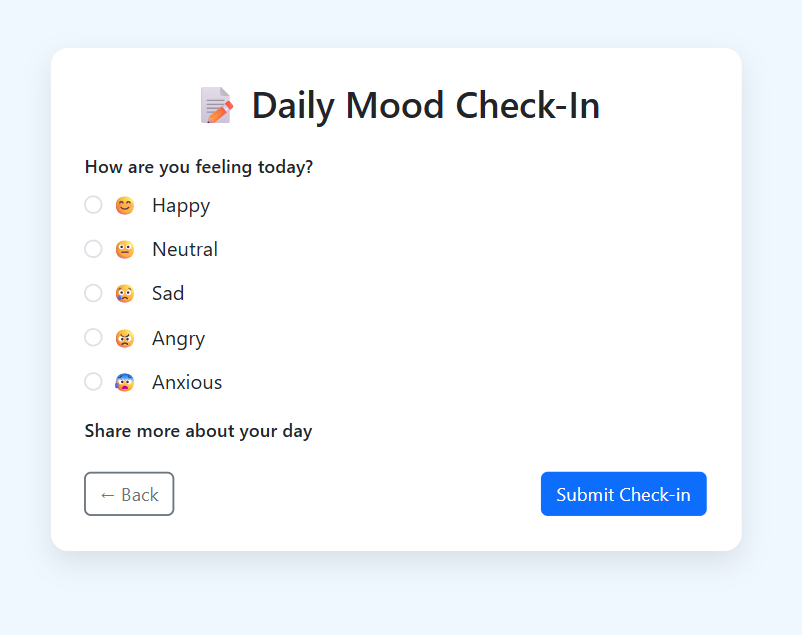 Daily Mood Check-In
How are you feeling today?
Happy
Neutral
Sad
Angry
Anxious
Share more about your day
← Back
Submit Check-in